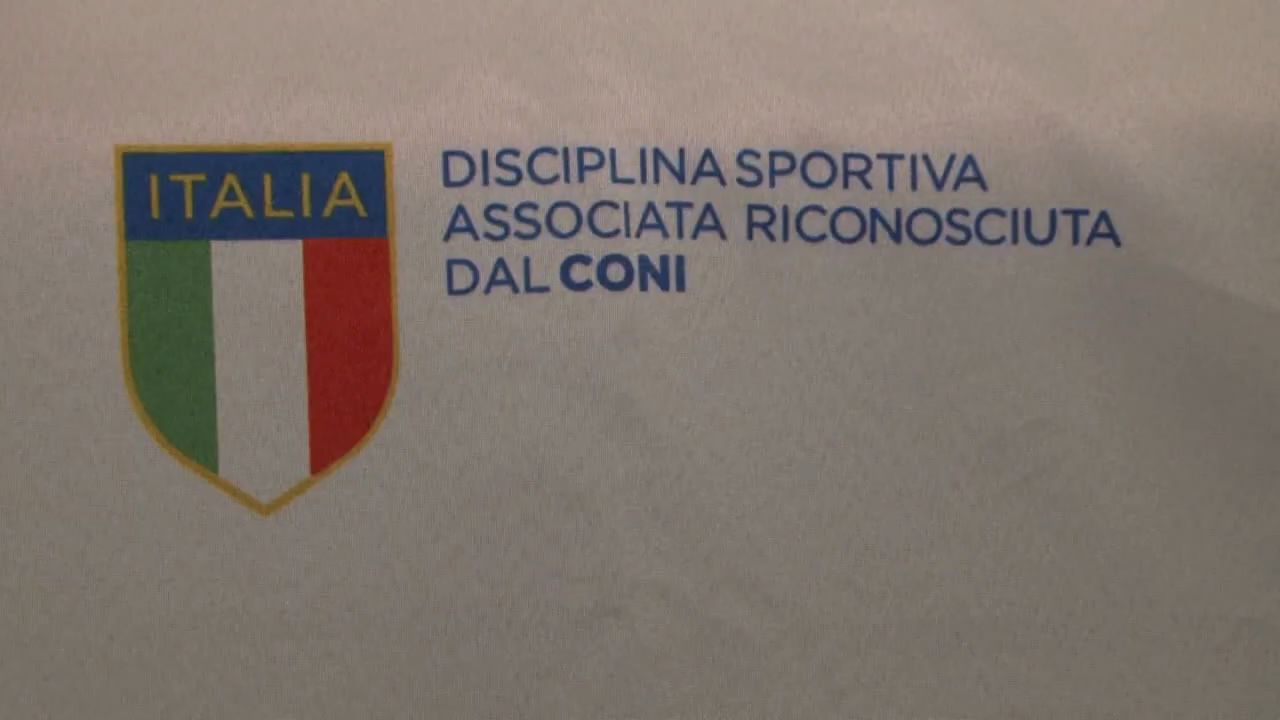 ITALIA
DISCIPLINA SPORTIVA
ASSOCIATA RICONOSCIUTA
DAL CONI